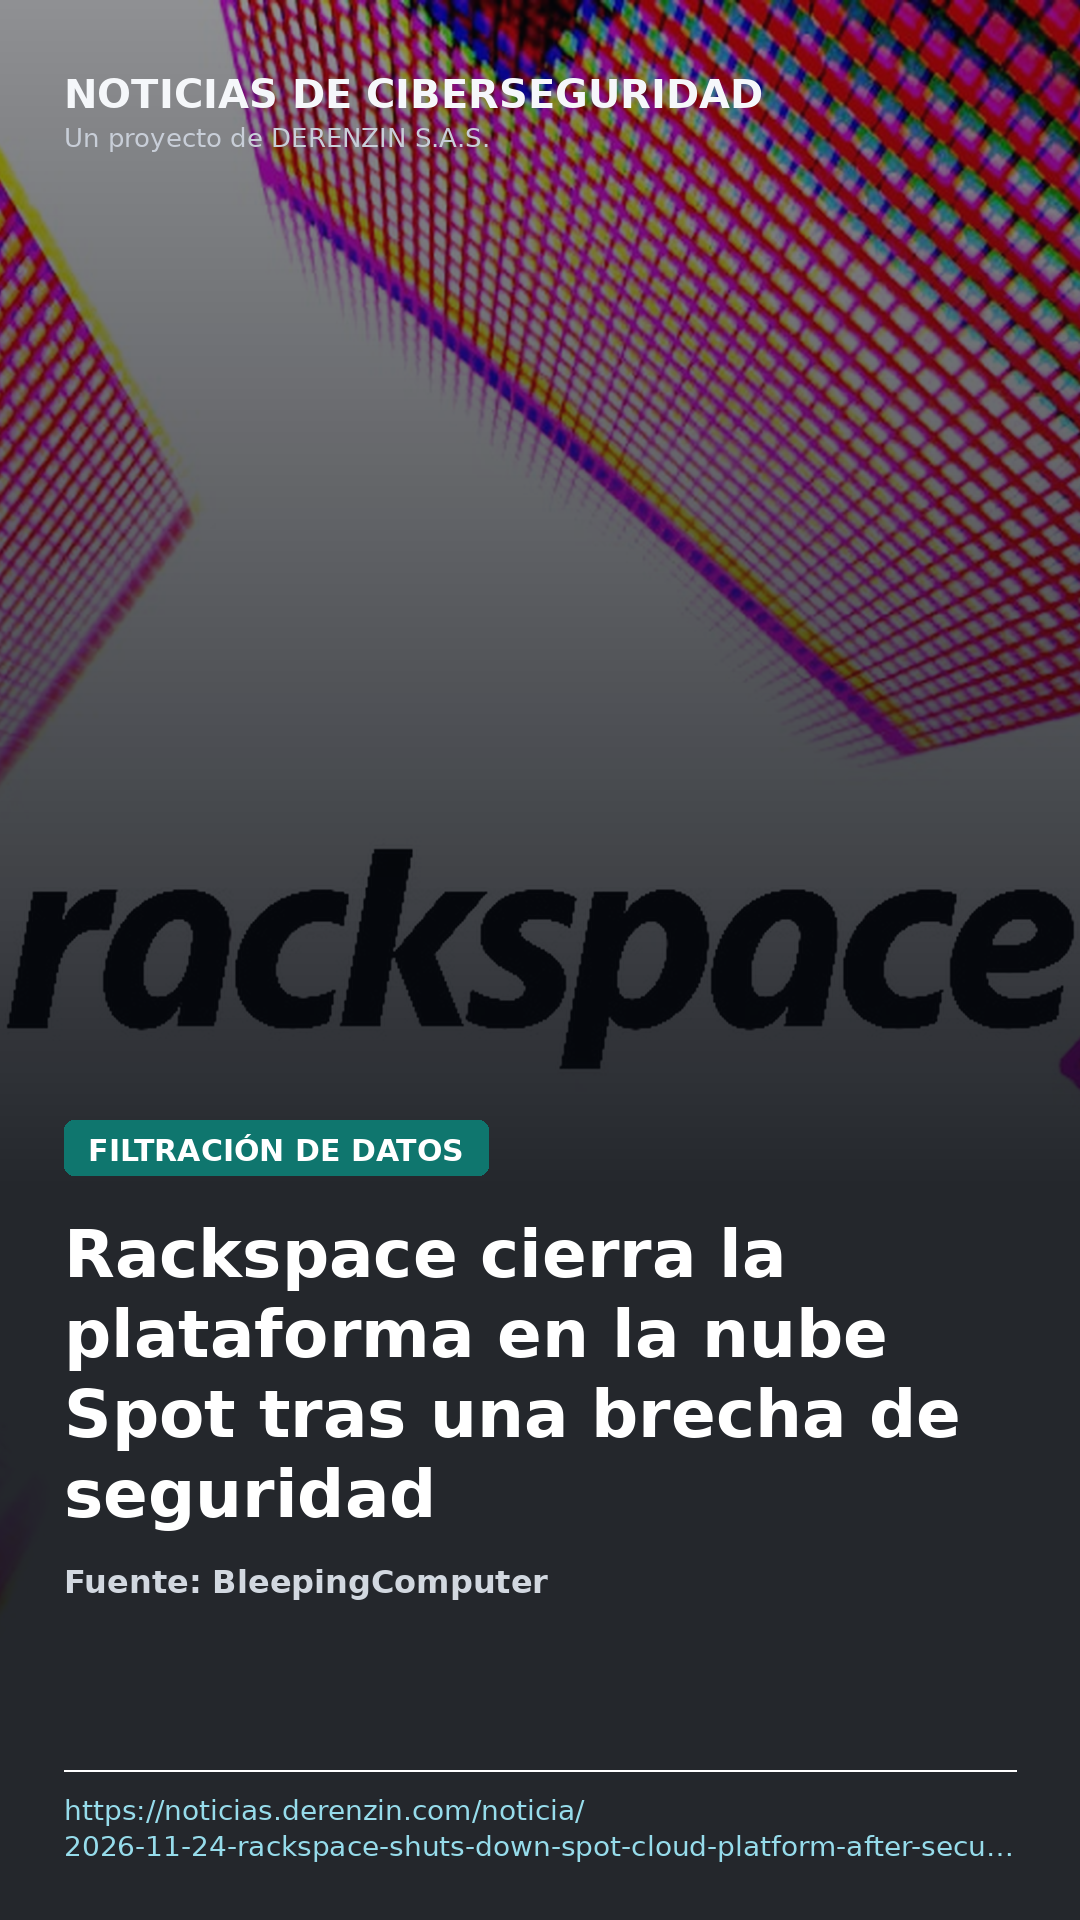 NOTICIAS DE CIBERSEGURIDAD
Un proyecto de DERENZIN S.A.S.
rackspace
FILTRACIÓN DE DATOS
Rackspace cierra la
plataforma en la nube
Spot tras una brecha de
seguridad
Fuente: BleepingComputer
https://noticias.derenzin.com/noticia/
2026-11-24-rackspace-shuts-down-spot-cloud-platform-after-secu…